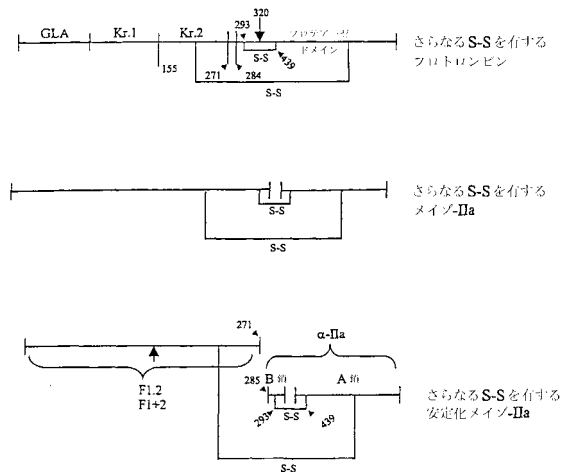 293
320
GLA
Kr.1
Kr.2
プロテアーゼ
ドメイン
さらなるS-Sを有する
プロトロンビン
155
271
284
S-S
439
S-S
さらなるS-Sを有する
メイゾ-IIa
S-S
S-S
271
α-IIa
285
B 鎖
A 鎖
F1.2
F1+2
293
S-S
439
さらなるS-Sを有する
安定化メイゾ-IIa
S-S